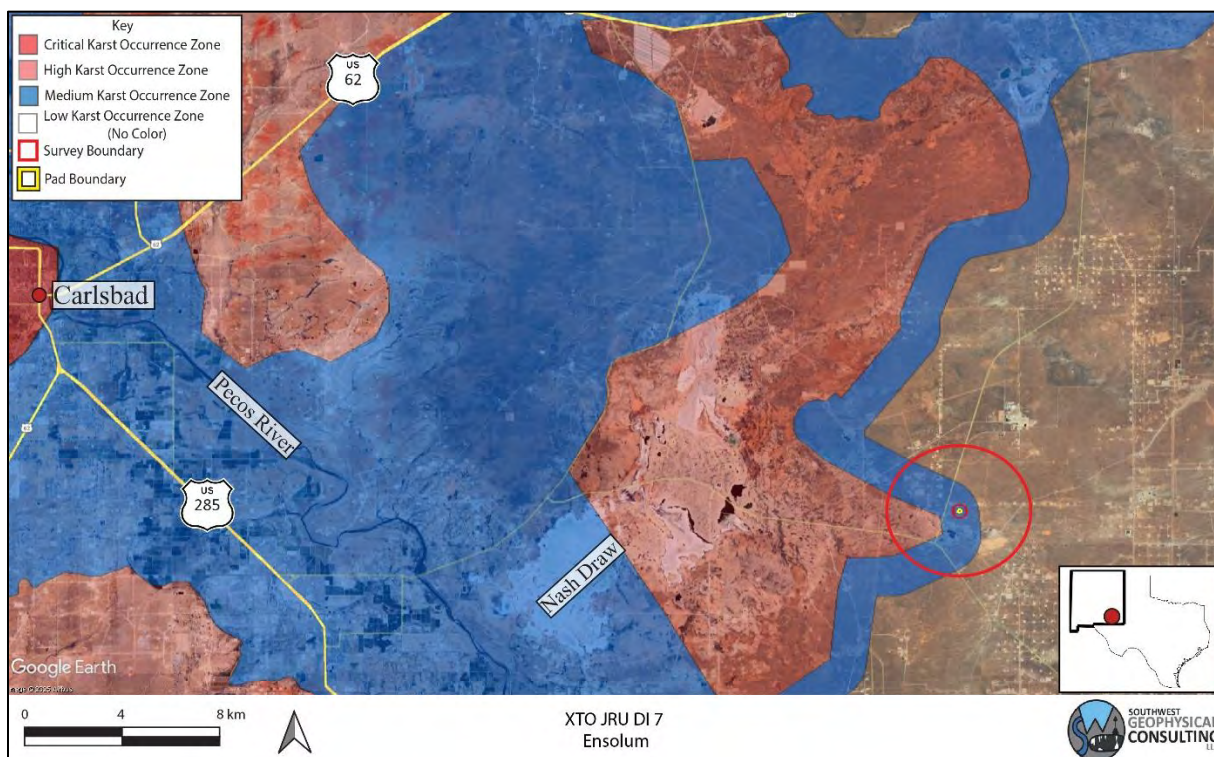 Key
Critical Karst Occurrence Zone
High Karst Occurrence Zone
Medium Karst Occurrence Zone
Low Karst Occurrence Zone
(No Color)
Survey Boundary
Pad Boundary
US
62
62
Carlsbad
Pecos River
US
285
Nash Draw
Google Earth
0 4 8 km
XTO JRU DI 7
Ensolum
SOUTHWEST
GEOPHYSICAL
CONSULTING